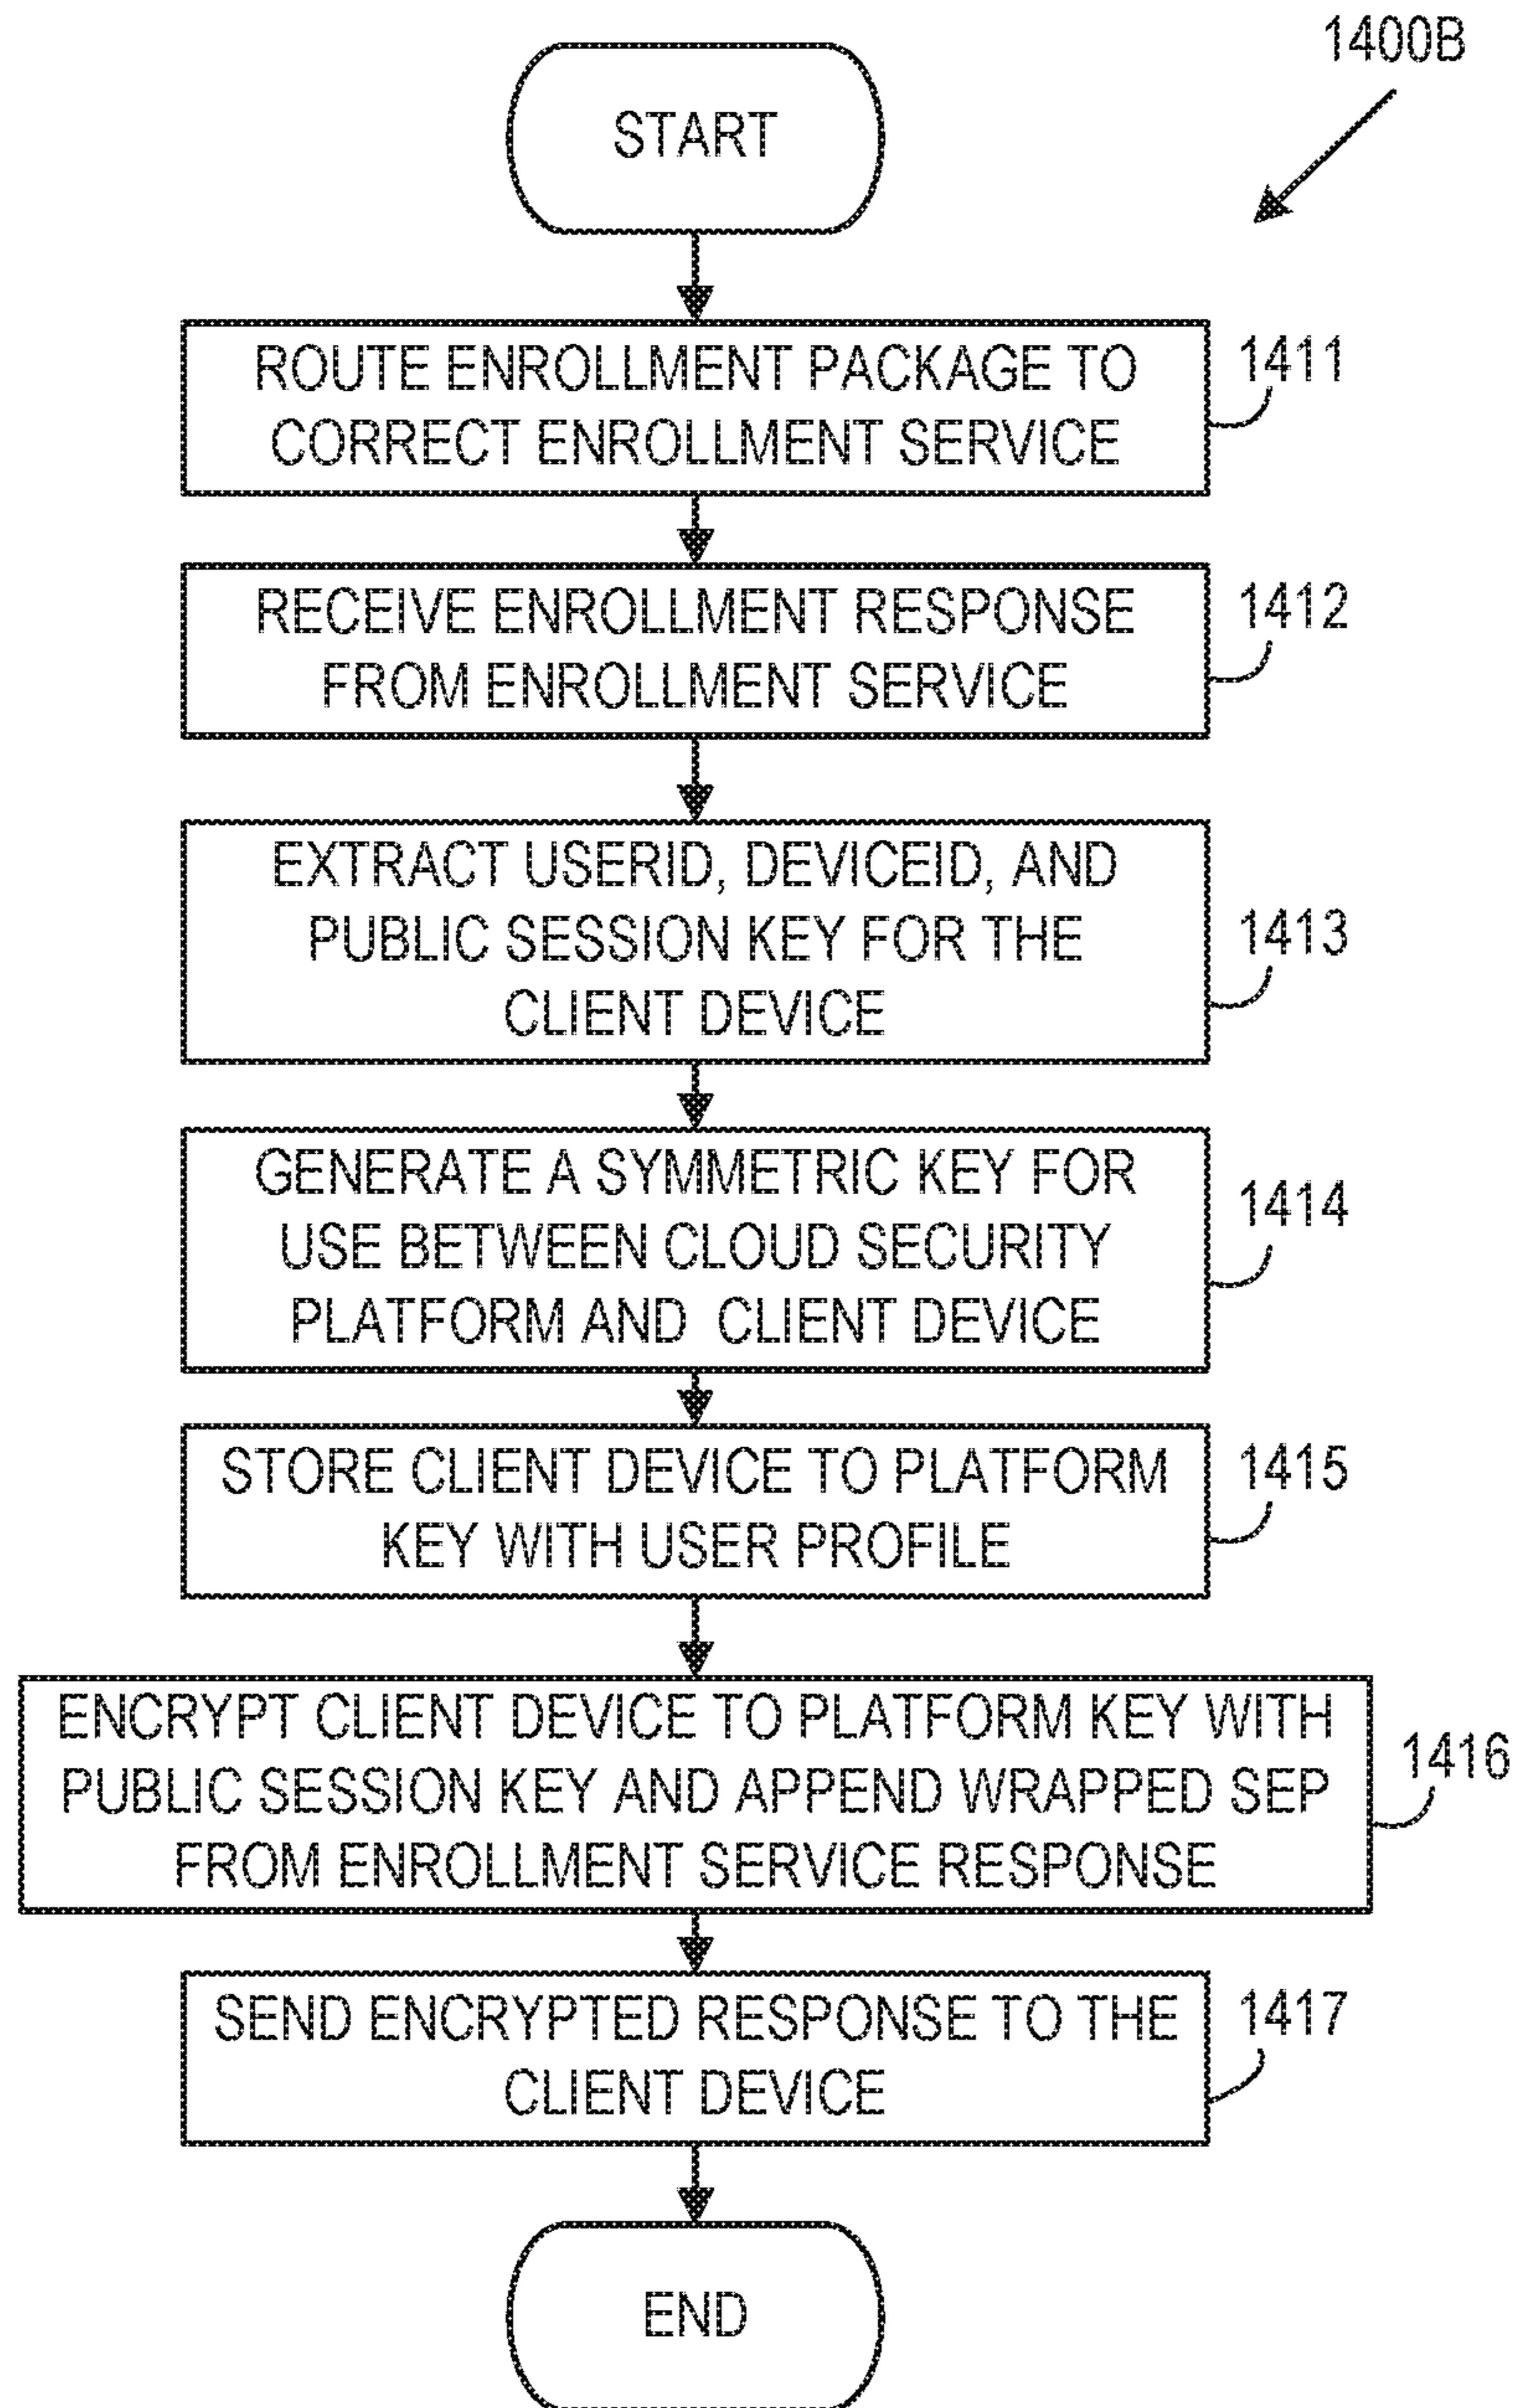 1400B
START
ROUTE ENROLLMENT PACKAGE TO
CORRECT ENROLLMENT SERVICE
1411
RECEIVE ENROLLMENT RESPONSE
FROM ENROLLMENT SERVICE
1412
EXTRACT USERID, DEVICEID, AND
PUBLIC SESSION KEY FOR THE
CLIENT DEVICE
1413
GENERATE A SYMMETRIC KEY FOR
USE BETWEEN CLOUD SECURITY
PLATFORM AND CLIENT DEVICE
1414
STORE CLIENT DEVICE TO PLATFORM
KEY WITH USER PROFILE
1415
ENCRYPT CLIENT DEVICE TO PLATFORM KEY WITH
PUBLIC SESSION KEY AND APPEND WRAPPED SEP
FROM ENROLLMENT SERVICE RESPONSE
1416
SEND ENCRYPTED RESPONSE TO THE
CLIENT DEVICE
1417
END